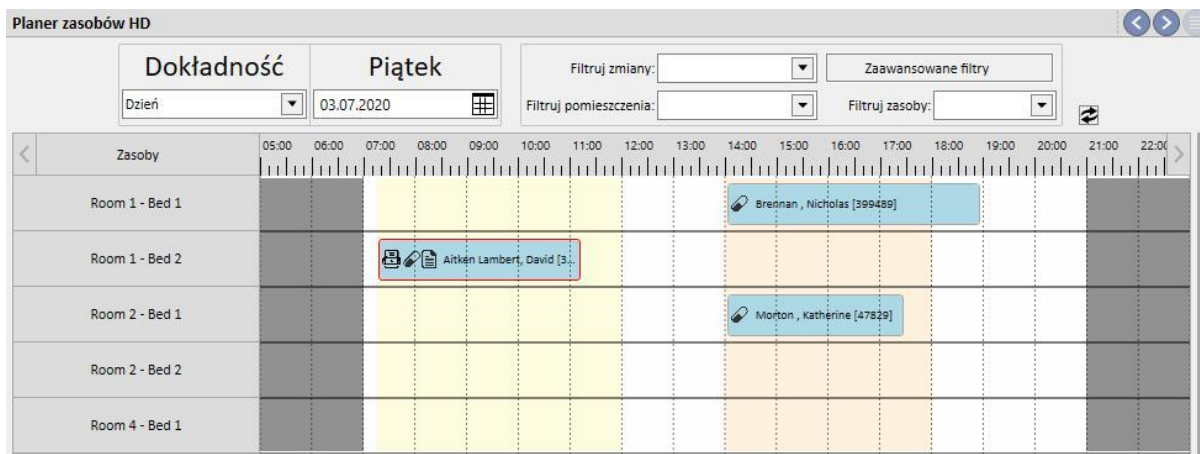 Planer zasobów HD
Dokładność Piątek
Filtruj zmiany: Zaawansowane filtry
Dzień 03.07.2020 Filtruj pomieszczenia: Filtruj zasoby:
Zasoby 05:00 06:00 07:00 08:00 09:00 10:00 11:00 12:00 13:00 14:00 15:00 16:00 17:00 18:00 19:00 20:00 21:00 22:00
Room 1 - Bed 1 Brennan , Nicholas [399489]
Room 1 - Bed 2 Aitken Lambert, David [3...
Room 2 - Bed 1 Morton , Katherine [47829]
Room 2 - Bed 2
Room 4 - Bed 1